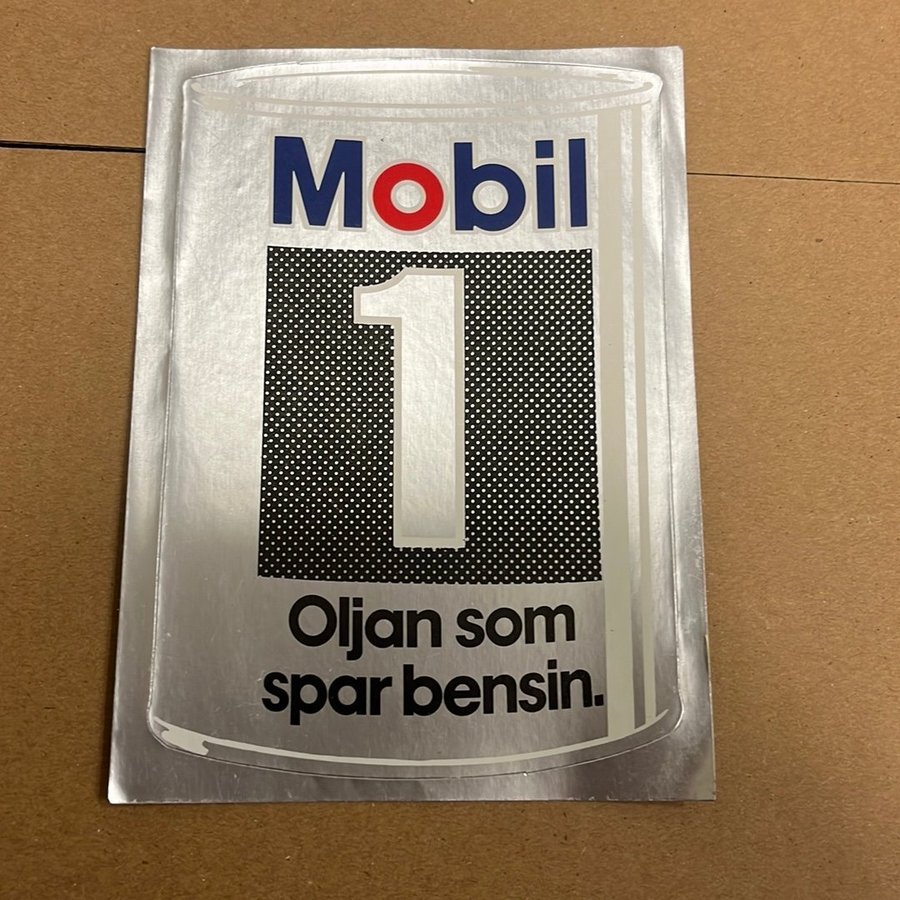 Mobil
1
Oljan som
spar bensin.